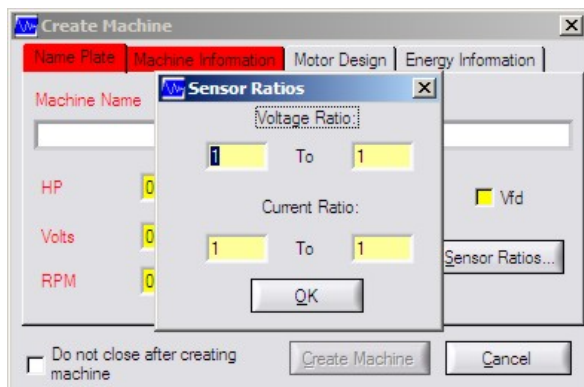 Create Machine
Name Plate Machine Information Motor Design Energy Information
Sensor Ratios
Machine Name
Voltage Ratio:
1 To 1
HP 0
Vfd
Current Ratio:
Volts 0
1 To 1
Sensor Ratios...
RPM 0
OK
Do not close after creating
machine
Create Machine
Cancel